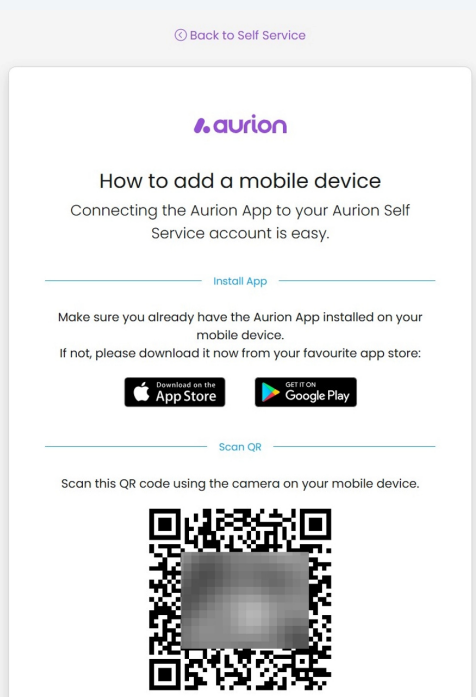 Back to Self Service
aurion
How to add a mobile device
Connecting the Aurion App to your Aurion Self
Service account is easy.
Install App
Make sure you already have the Aurion App installed on your
mobile device.
If not, please download it now from your favourite app store:
Download on the
App Store
GET IT ON
Google Play
Scan QR
Scan this QR code using the camera on your mobile device.